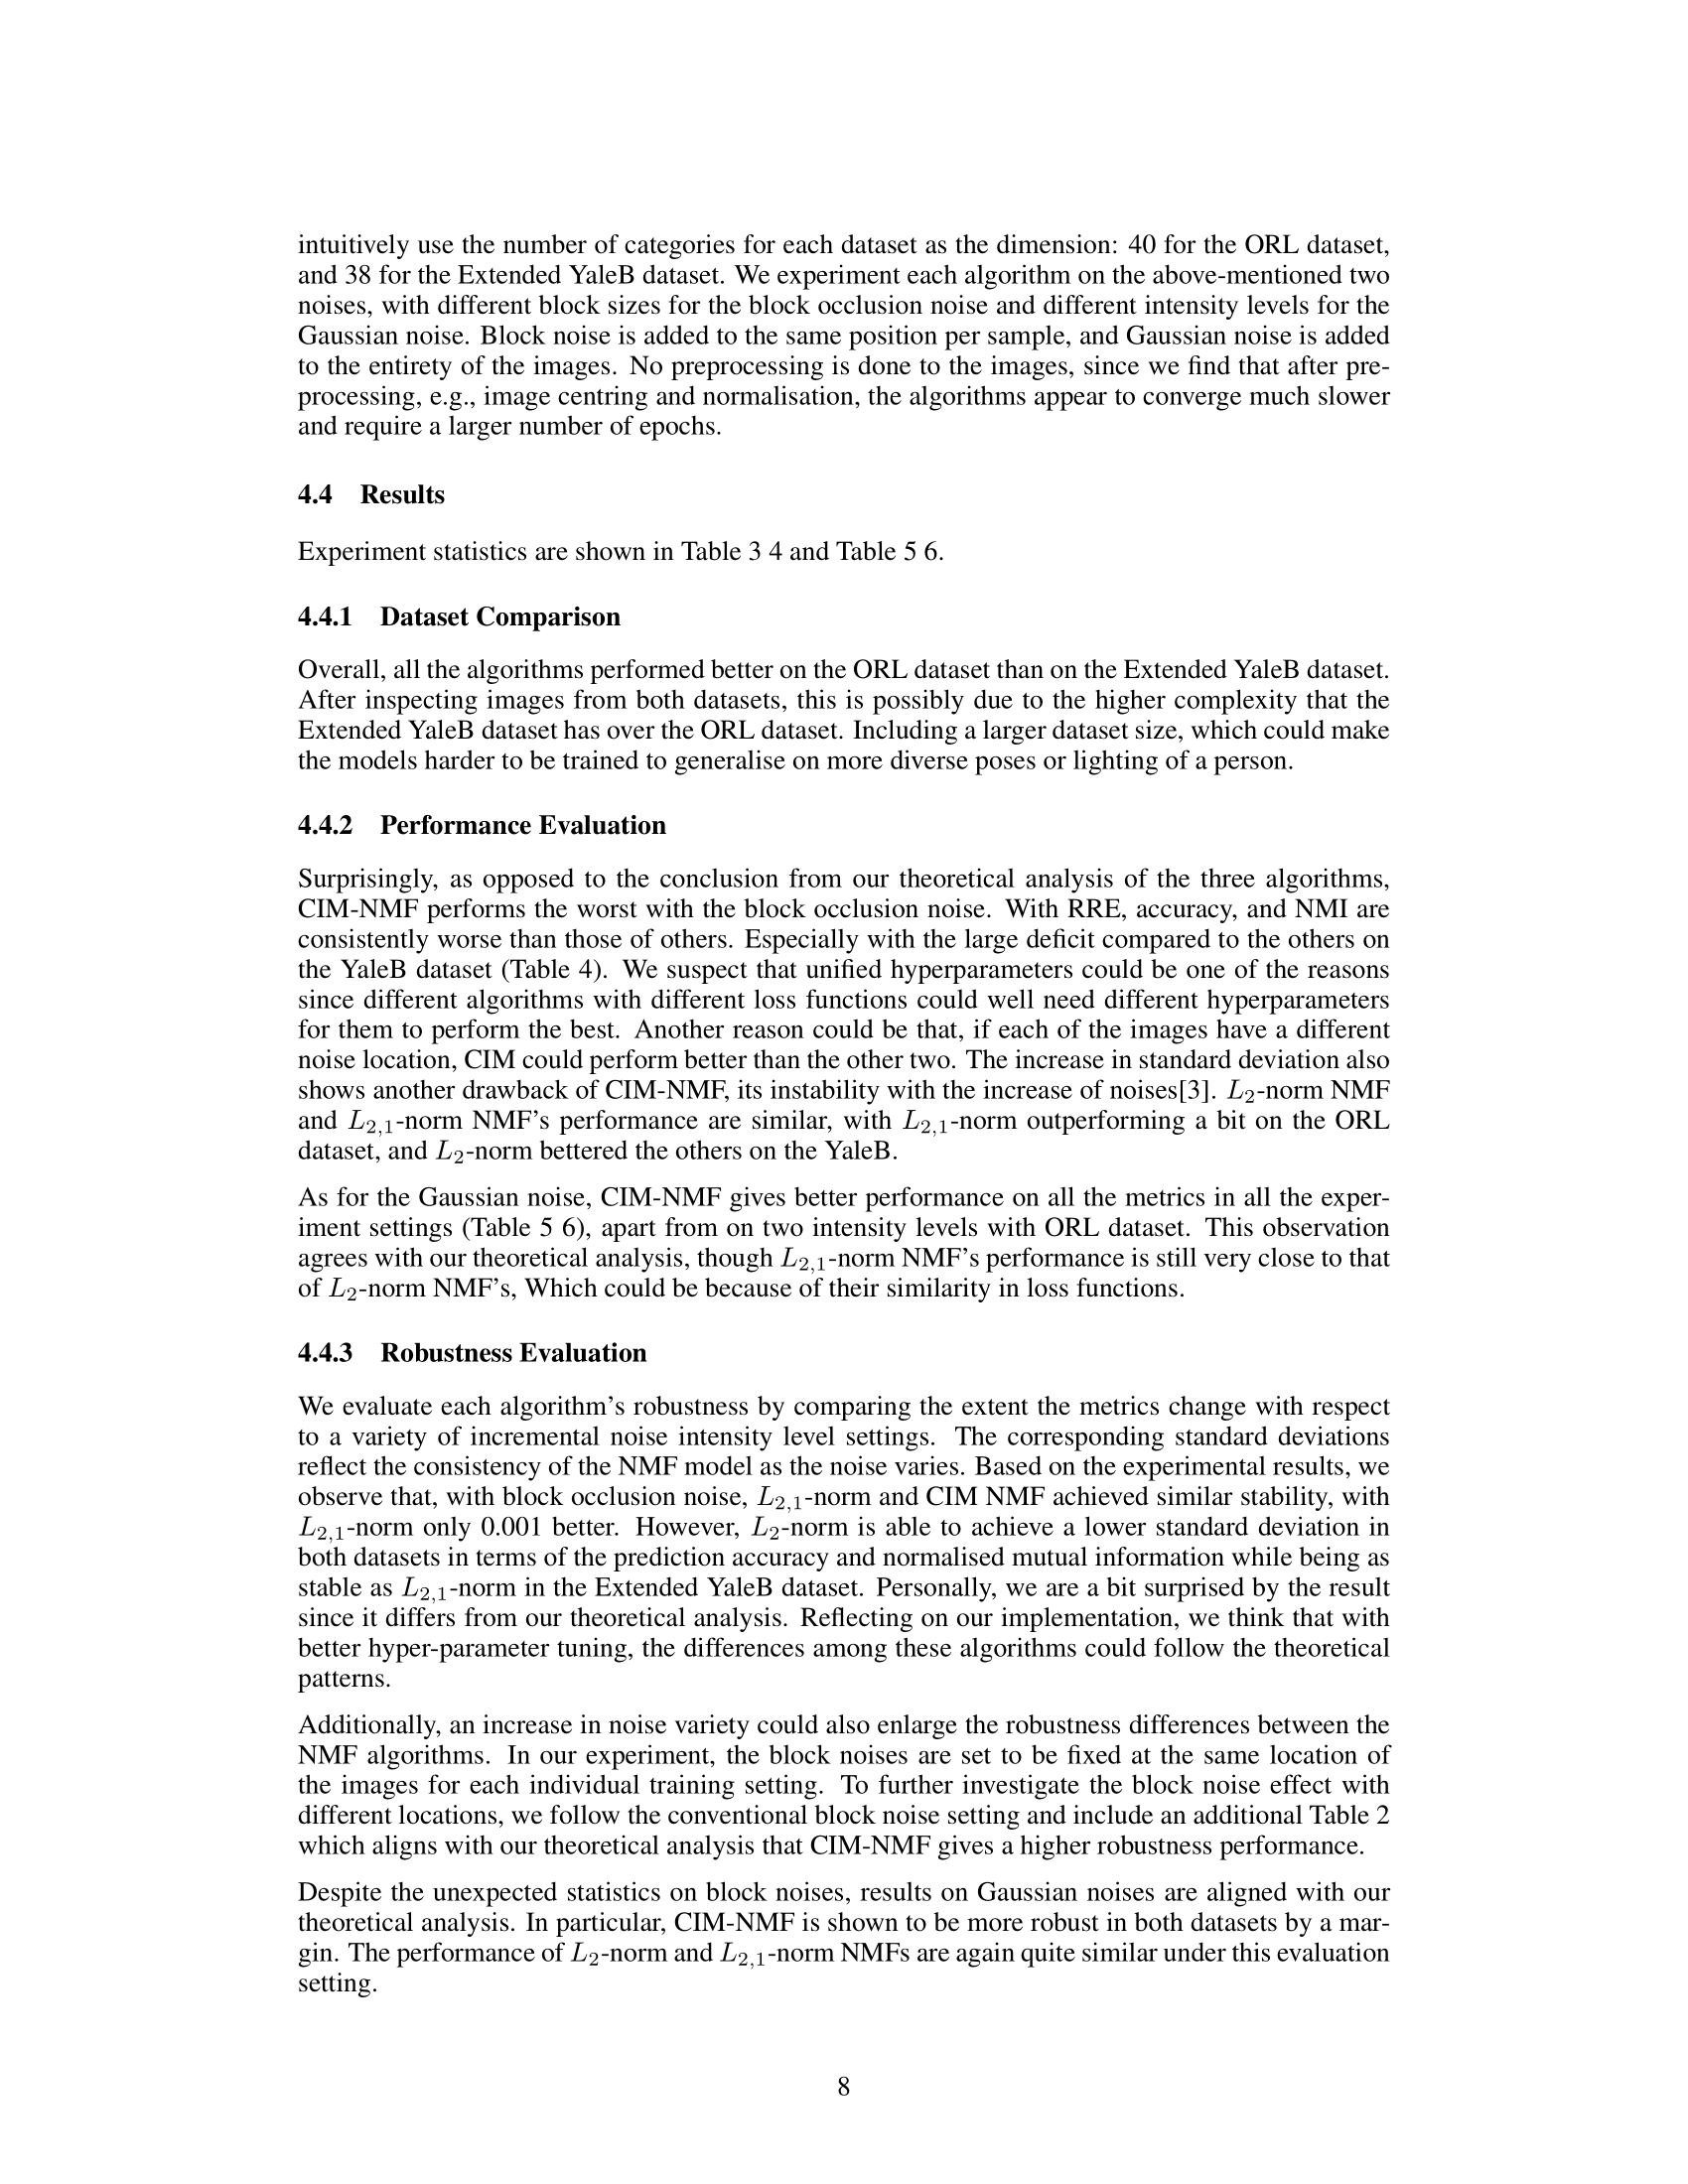 intuitively use the number of categories for each dataset as the dimension: 40 for the ORL dataset,
and 38 for the Extended YaleB dataset. We experiment each algorithm on the above-mentioned two
noises, with different block sizes for the block occlusion noise and different intensity levels for the
Gaussian noise. Block noise is added to the same position per sample, and Gaussian noise is added
to the entirety of the images. No preprocessing is done to the images, since we find that after pre-
processing, e.g., image centring and normalisation, the algorithms appear to converge much slower
and require a larger number of epochs.
4.4 Results
Experiment statistics are shown in Table 3 4 and Table 5 6.
4.4.1 Dataset Comparison
Overall, all the algorithms performed better on the ORL dataset than on the Extended YaleB dataset.
After inspecting images from both datasets, this is possibly due to the higher complexity that the
Extended YaleB dataset has over the ORL dataset. Including a larger dataset size, which could make
the models harder to be trained to generalise on more diverse poses or lighting of a person.
4.4.2 Performance Evaluation
Surprisingly, as opposed to the conclusion from our theoretical analysis of the three algorithms,
CIM-NMF performs the worst with the block occlusion noise. With RRE, accuracy, and NMI are
consistently worse than those of others. Especially with the large deficit compared to the others on
the YaleB dataset (Table 4). We suspect that unified hyperparameters could be one of the reasons
since different algorithms with different loss functions could well need different hyperparameters
for them to perform the best. Another reason could be that, if each of the images have a different
noise location, CIM could perform better than the other two. The increase in standard deviation also
shows another drawback of CIM-NMF, its instability with the increase of noises[3]. L2-norm NMF
and L2,1-norm NMF's performance are similar, with L2,1-norm outperforming a bit on the ORL
dataset, and L2-norm bettered the others on the YaleB.
As for the Gaussian noise, CIM-NMF gives better performance on all the metrics in all the exper-
iment settings (Table 5 6), apart from on two intensity levels with ORL dataset. This observation
agrees with our theoretical analysis, though L2,1-norm NMF's performance is still very close to that
of L2-norm NMF's, Which could be because of their similarity in loss functions.
4.4.3 Robustness Evaluation
We evaluate each algorithm's robustness by comparing the extent the metrics change with respect
to a variety of incremental noise intensity level settings. The corresponding standard deviations
reflect the consistency of the NMF model as the noise varies. Based on the experimental results, we
observe that, with block occlusion noise, L2,1-norm and CIM NMF achieved similar stability, with
L2,1-norm only 0.001 better. However, L2-norm is able to achieve a lower standard deviation in
both datasets in terms of the prediction accuracy and normalised mutual information while being as
stable as L2,1-norm in the Extended YaleB dataset. Personally, we are a bit surprised by the result
since it differs from our theoretical analysis. Reflecting on our implementation, we think that with
better hyper-parameter tuning, the differences among these algorithms could follow the theoretical
patterns.
Additionally, an increase in noise variety could also enlarge the robustness differences between the
NMF algorithms. In our experiment, the block noises are set to be fixed at the same location of
the images for each individual training setting. To further investigate the block noise effect with
different locations, we follow the conventional block noise setting and include an additional Table 2
which aligns with our theoretical analysis that CIM-NMF gives a higher robustness performance.
Despite the unexpected statistics on block noises, results on Gaussian noises are aligned with our
theoretical analysis. In particular, CIM-NMF is shown to be more robust in both datasets by a mar-
gin. The performance of L2-norm and L2,1-norm NMFs are again quite similar under this evaluation
setting.
8